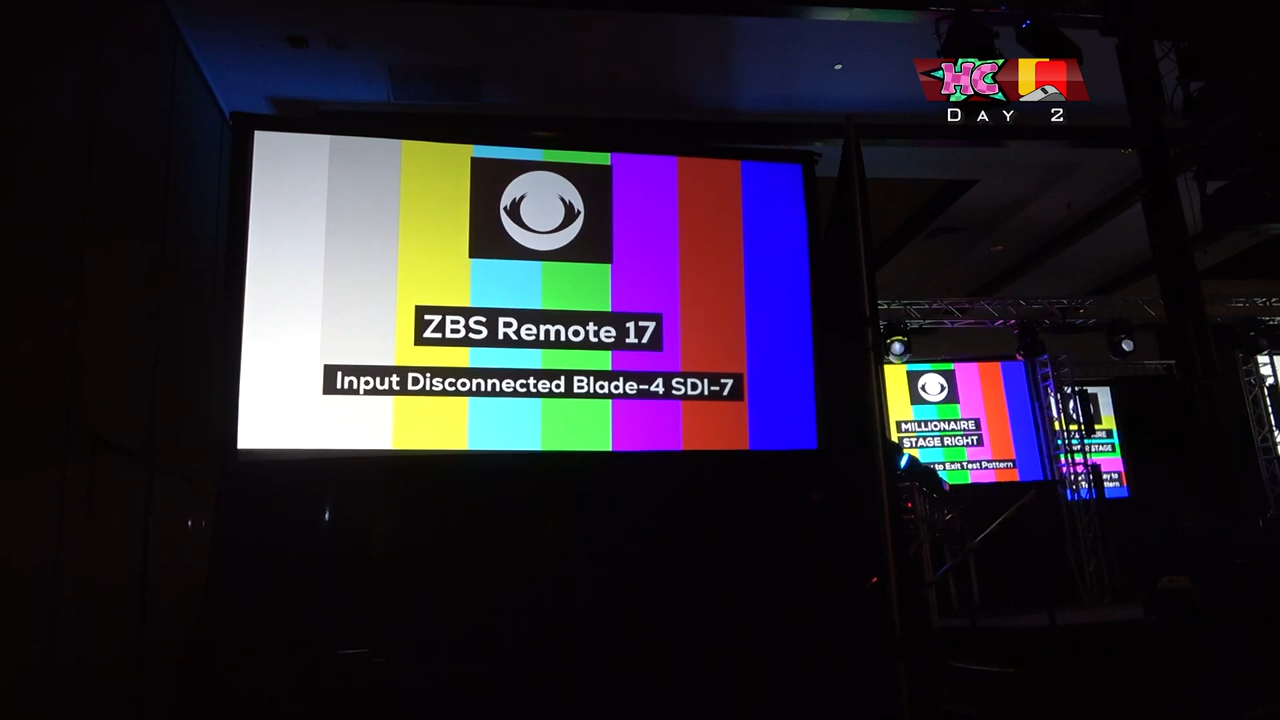 HC
DAY 2
ZBS Remote 17
Input Disconnected Blade-4 SDI-7
MILLIONAIRE
STAGE RIGHT
to Exit Test Pattern
STAGE